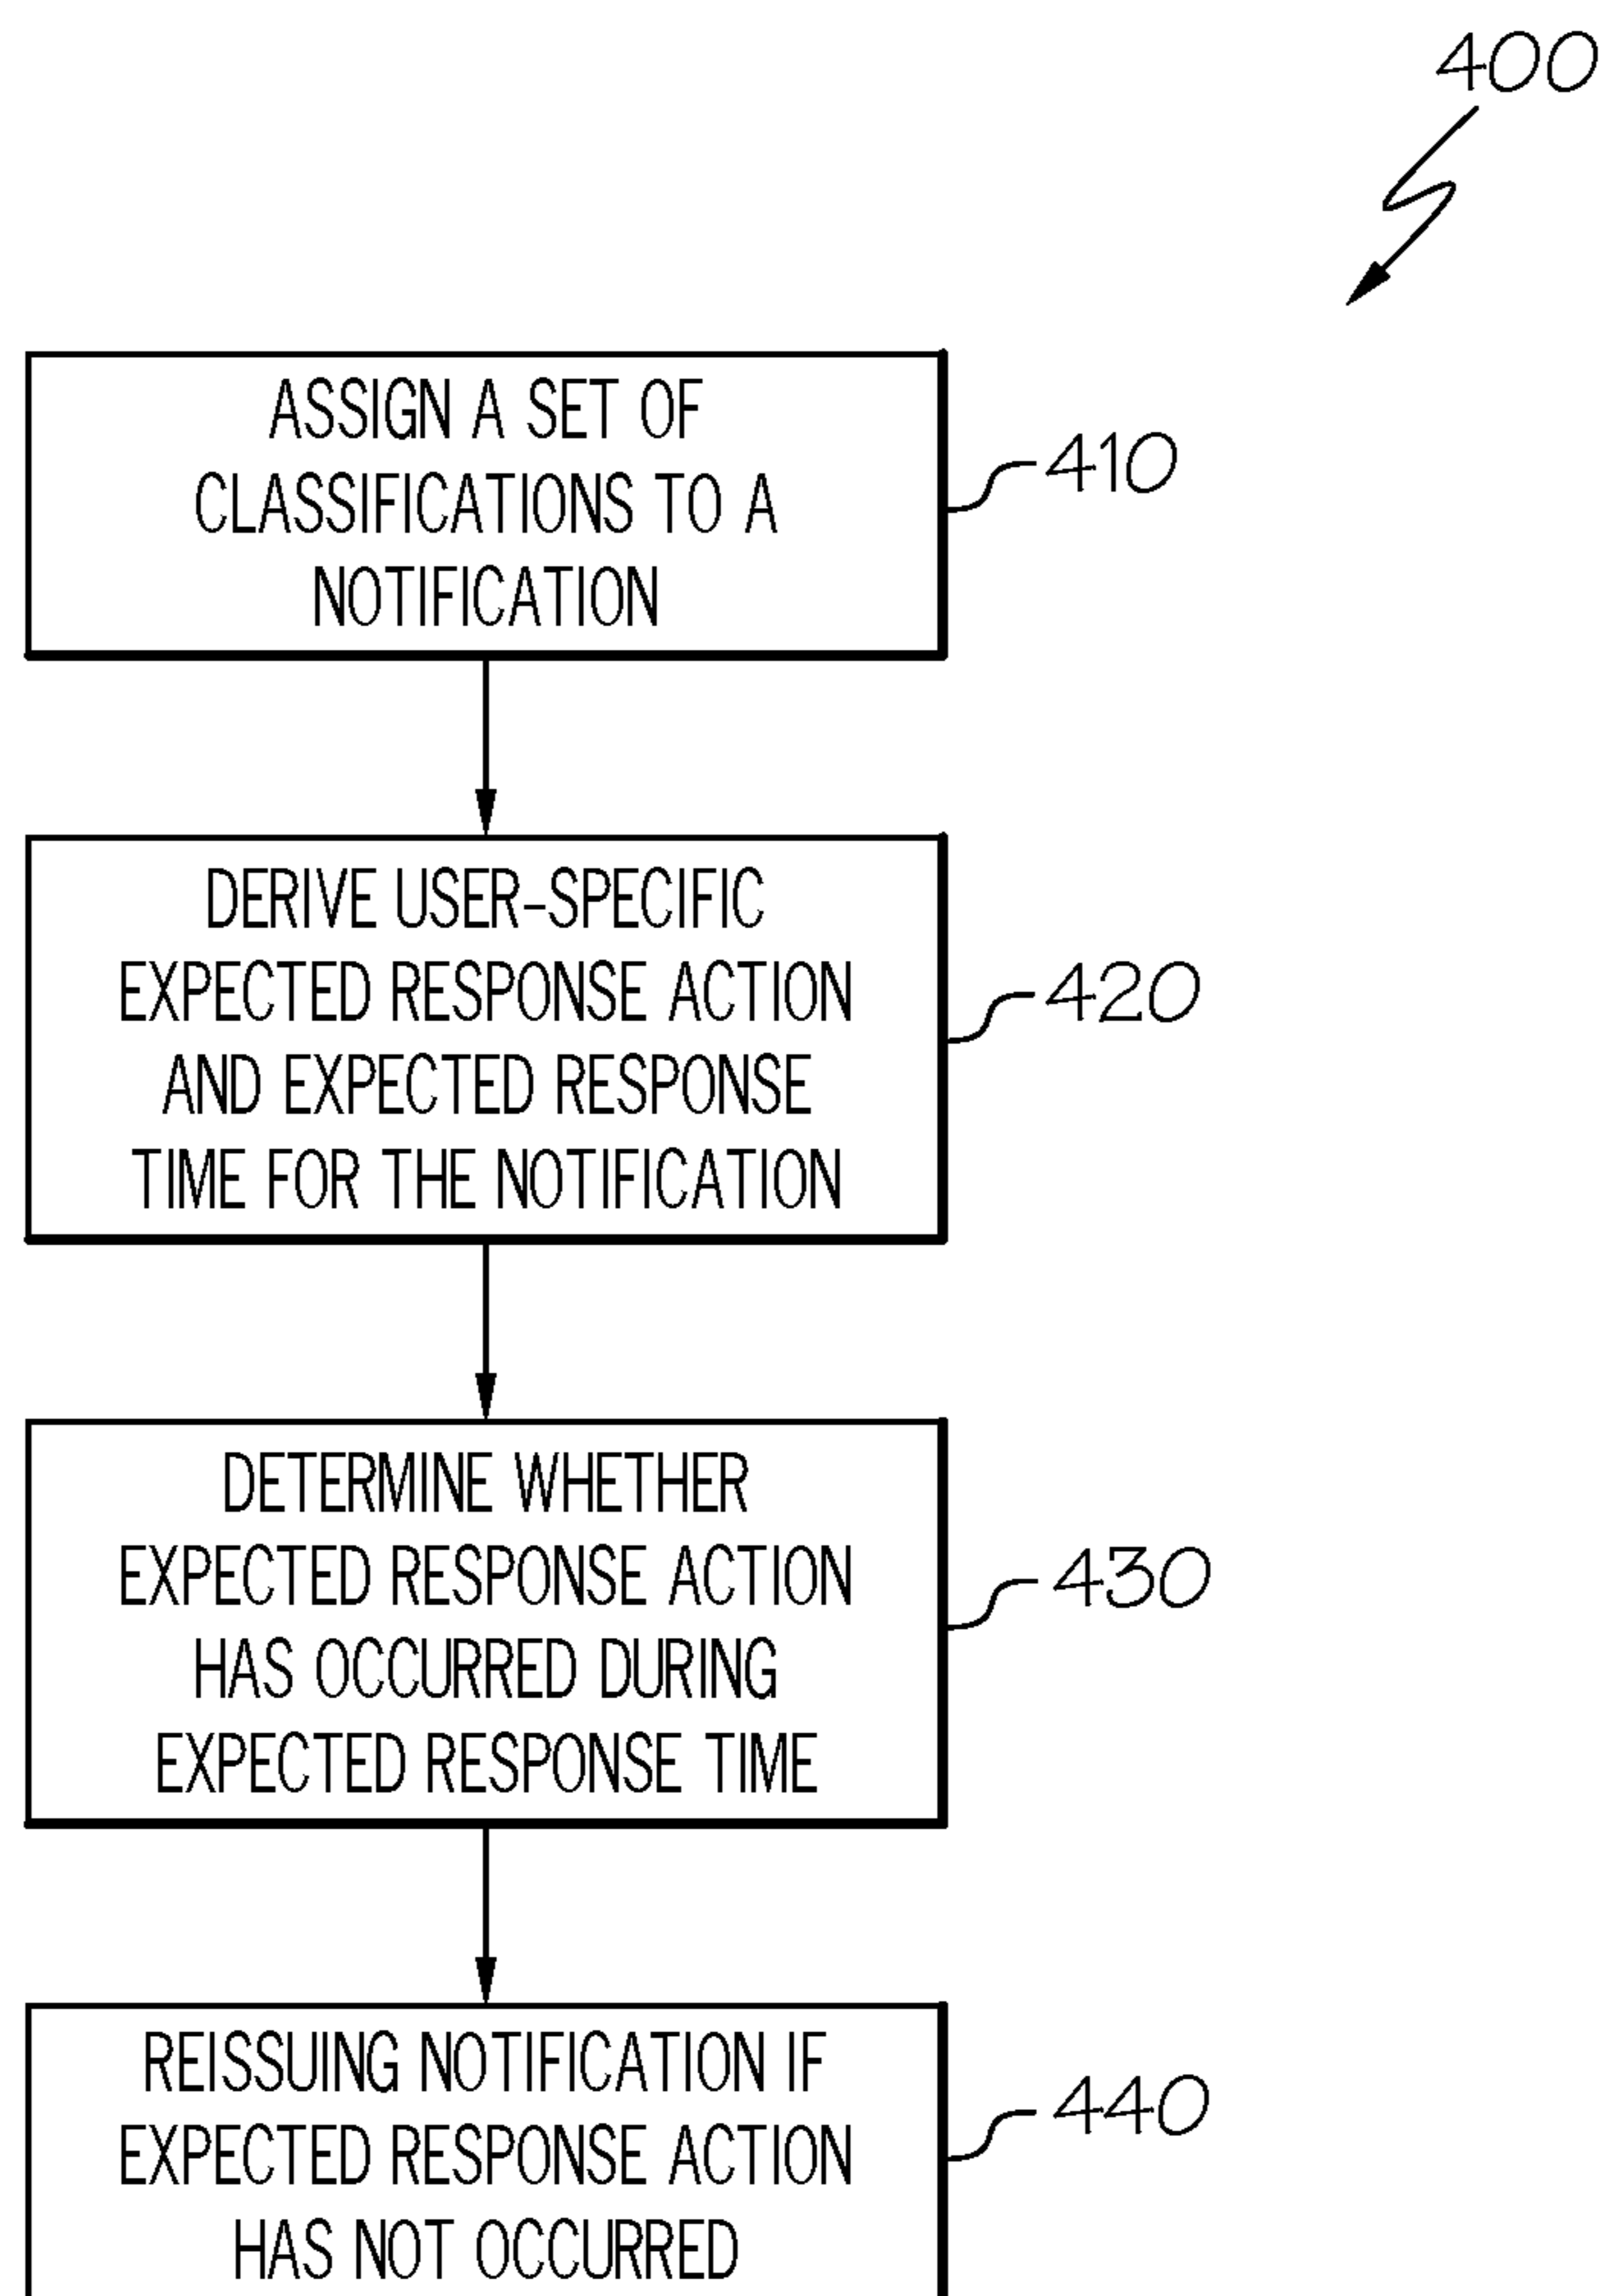 400
ASSIGN A SET OF
CLASSIFICATIONS TO A
NOTIFICATION
410
DERIVE USER-SPECIFIC
EXPECTED RESPONSE ACTION
AND EXPECTED RESPONSE
TIME FOR THE NOTIFICATION
420
DETERMINE WHETHER
EXPECTED RESPONSE ACTION
HAS OCCURRED DURING
EXPECTED RESPONSE TIME
430
REISSUING NOTIFICATION IF
EXPECTED RESPONSE ACTION
HAS NOT OCCURRED
440